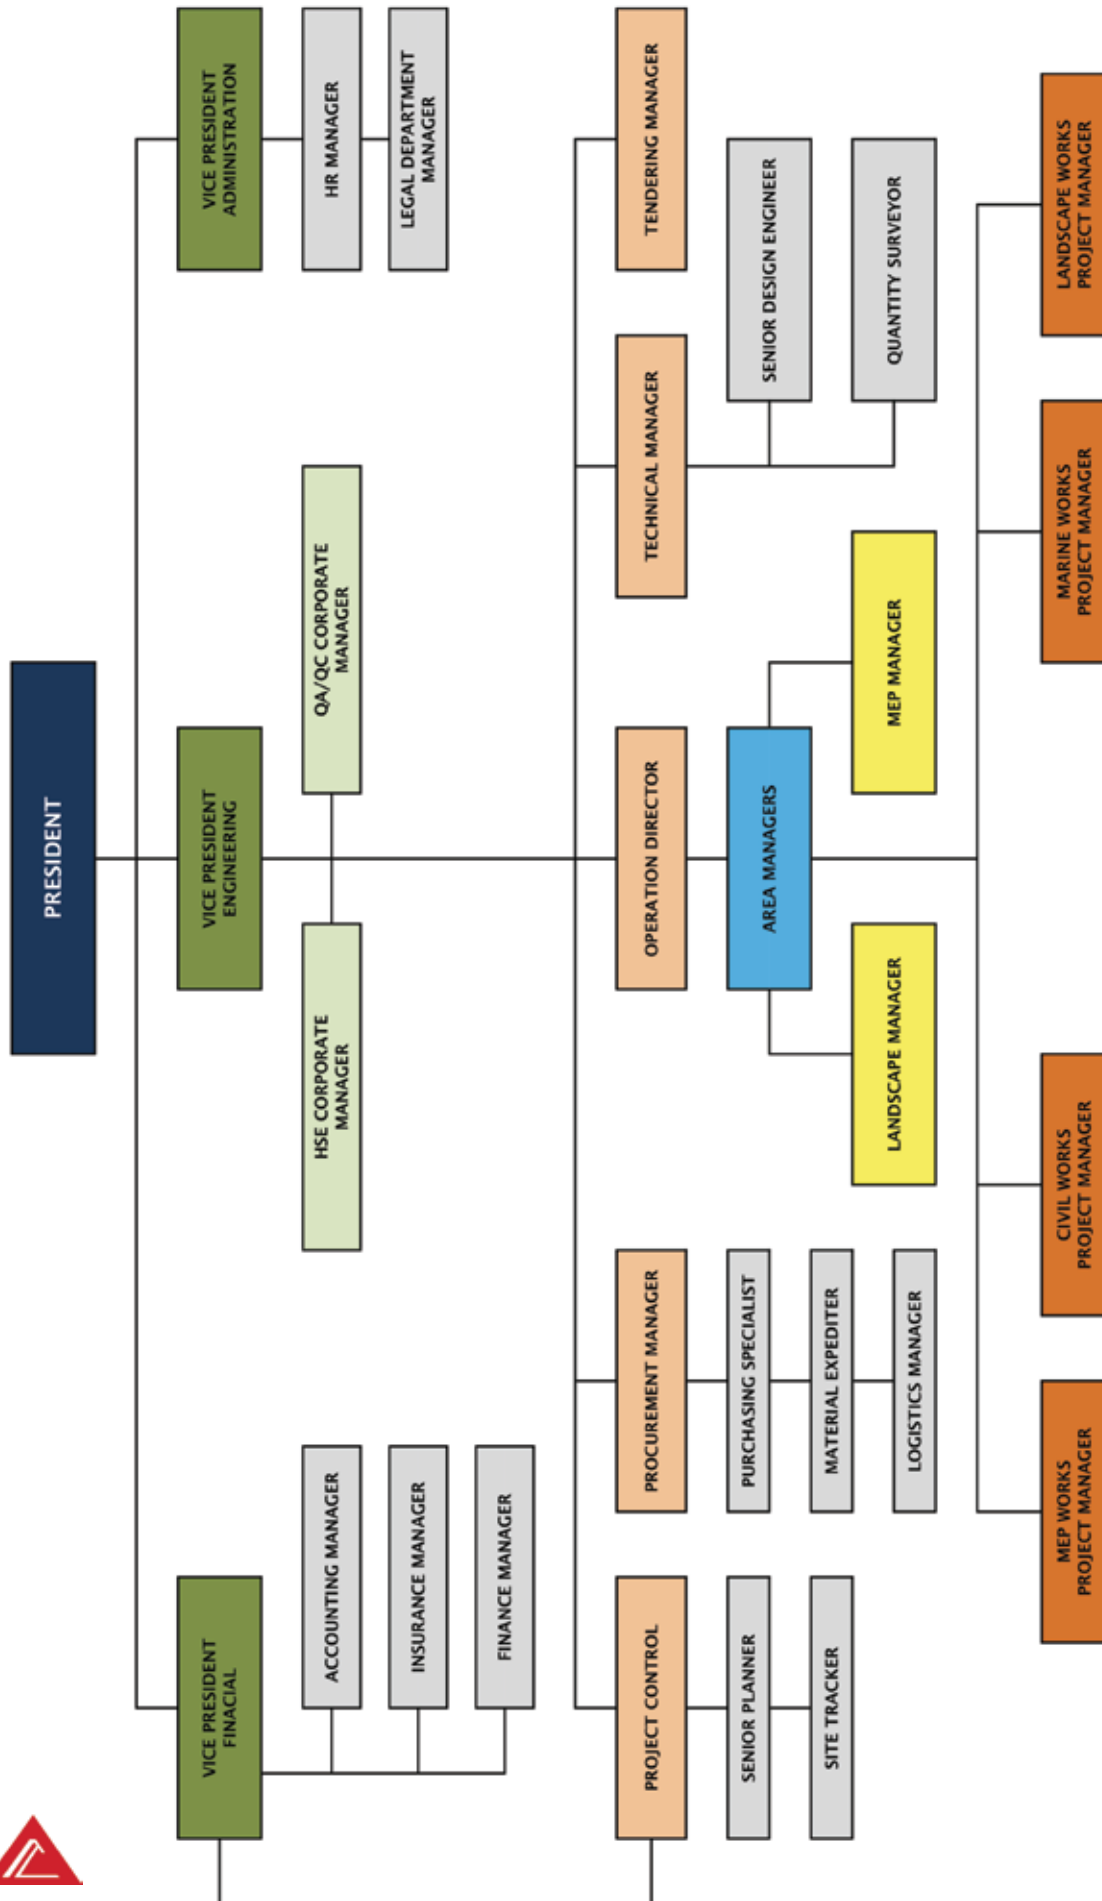 PRESIDENT
VICE PRESIDENT
FINACIAL
VICE PRESIDENT
ENGINEERING
VICE PRESIDENT
ADMINISTRATION
ACCOUNTING MANAGER
INSURANCE MANAGER
FINANCE MANAGER
HSE CORPORATE
MANAGER
QA/QC CORPORATE
MANAGER
HR MANAGER
LEGAL DEPARTMENT
MANAGER
PROJECT CONTROL
PROCUREMENT MANAGER
OPERATION DIRECTOR
TECHNICAL MANAGER
TENDERING MANAGER
SENIOR PLANNER
SITE TRACKER
PURCHASING SPECIALIST
MATERIAL EXPEDITER
LOGISTICS MANAGER
AREA MANAGERS
LANDSCAPE MANAGER
MEP MANAGER
SENIOR DESIGN ENGINEER
QUANTITY SURVEYOR
MEP WORKS
PROJECT MANAGER
CIVIL WORKS
PROJECT MANAGER
MARINE WORKS
PROJECT MANAGER
LANDSCAPE WORKS
PROJECT MANAGER